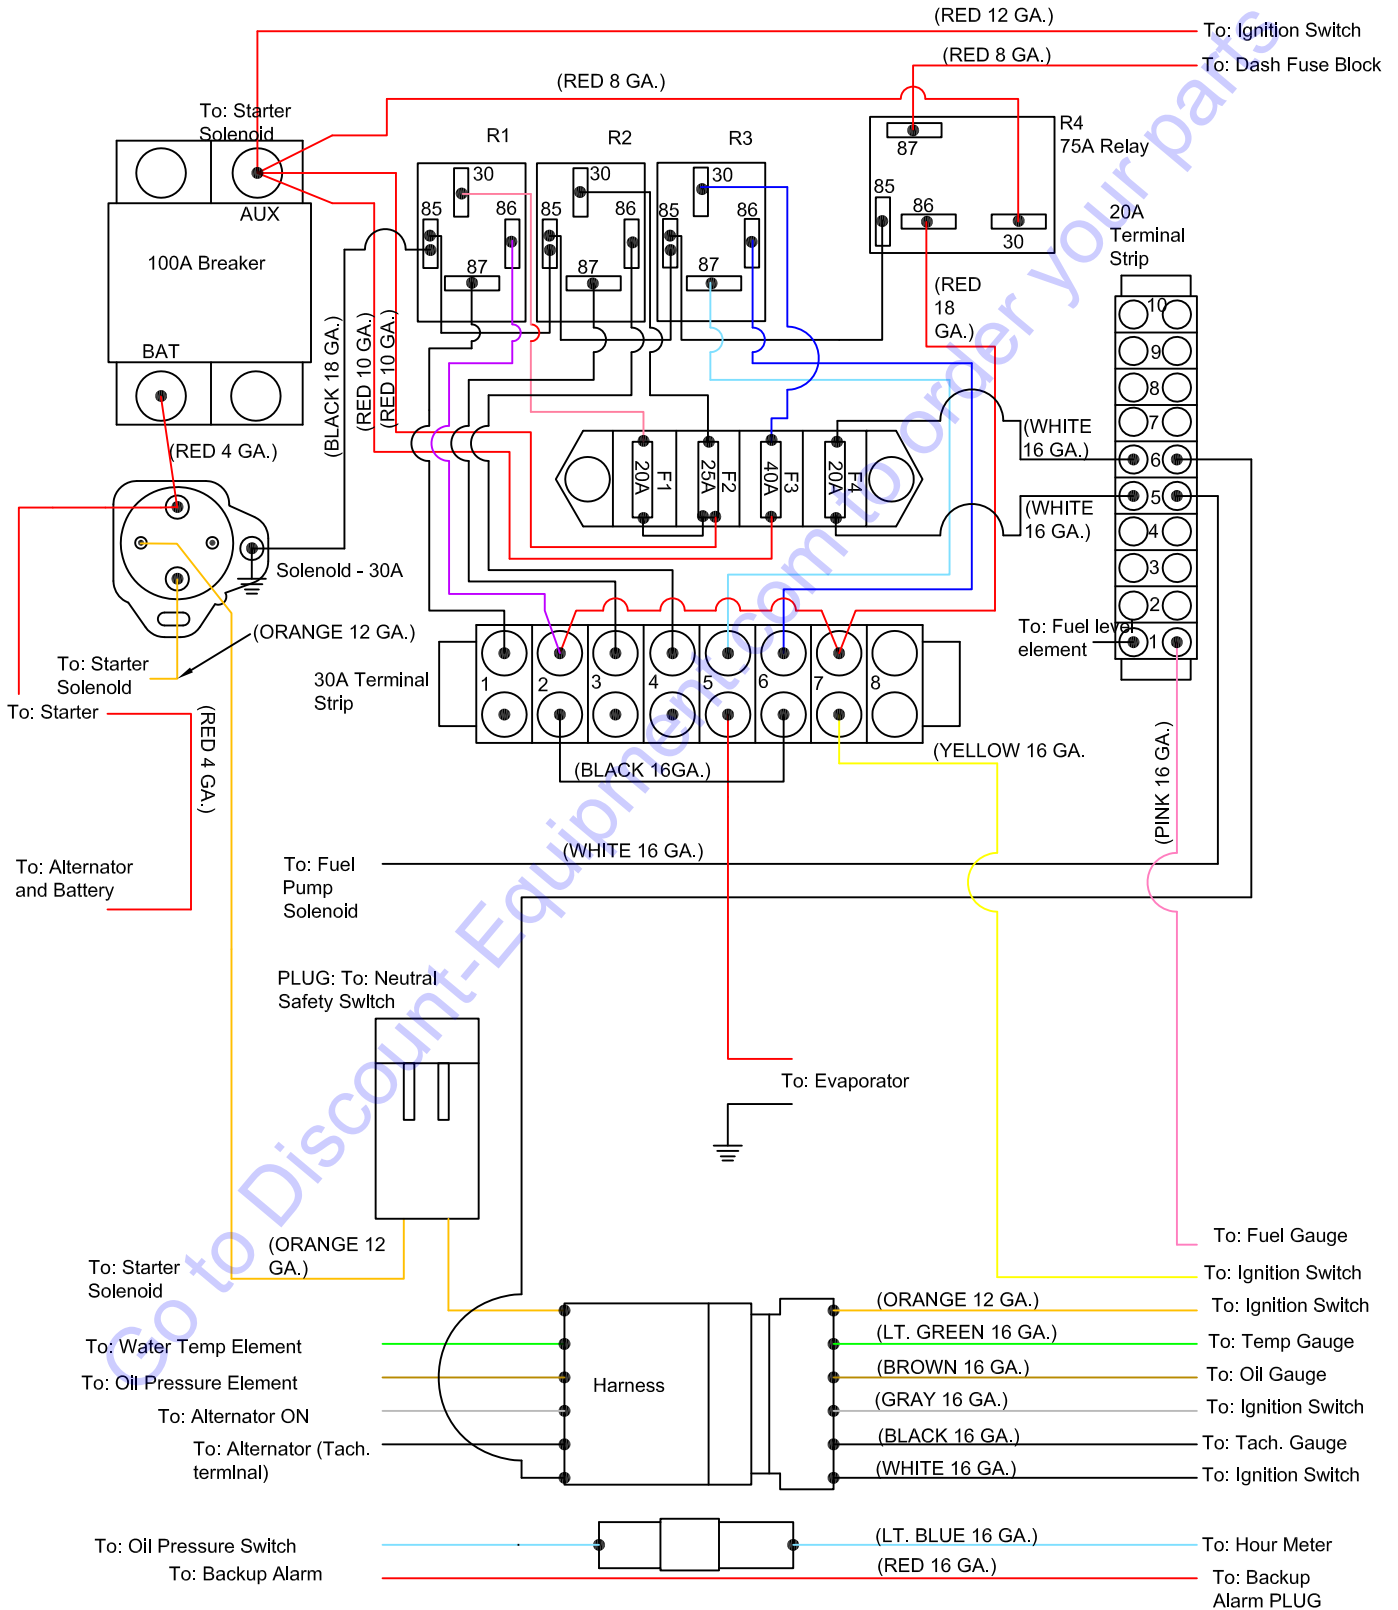 (RED 12 GA.)
To: Ignition Switch
(RED 8 GA.)
To: Dash Fuse Block
(RED 8 GA.)
To: Starter
Solenoid
R1
R2
R3
R4
75A Relay
87
30
30
30
85
86
85
86
85
86
85
86
30
AUX
20A
Terminal
Strip
100A Breaker
87
87
87
(RED
18
GA.)
10
9
8
7
6
5
4
3
2
1
BAT
(BLACK 18 GA.)
(RED 10 GA.)
(RED 10 GA.)
(RED 4 GA.)
(WHITE
16 GA.)
F1
20A
F2
25A
F3
40A
F4
20A
(WHITE
16 GA.)
Solenold - 30A
(ORANGE 12 GA.)
To: Fuel level
element
To: Starter
Solenold
30A Terminal
Strip
1
2
3
4
5
6
7
8
To: Starter
(RED 4 GA.)
(BLACK 16GA.)
(YELLOW 16 GA.
(PINK 16 GA.)
To: Alternator
and Battery
To: Fuel
Pump
Solenoid
(WHITE 16 GA.)
PLUG: To: Neutral
Safety Switch
To: Evaporator
To: Fuel Gauge
(ORANGE 12
GA.)
To: Starter
Solenoid
To: Ignition Switch
(ORANGE 12 GA.)
To: Ignition Switch
To: Water Temp Element
(LT. GREEN 16 GA.)
To: Temp Gauge
To: Oil Pressure Element
Harness
(BROWN 16 GA.)
To: Oil Gauge
To: Alternator ON
(GRAY 16 GA.)
To: Ignition Switch
To: Alternator (Tach.
terminal)
(BLACK 16 GA.)
To: Tach. Gauge
(WHITE 16 GA.)
To: Ignition Switch
To: Oil Pressure Switch
(LT. BLUE 16 GA.)
To: Hour Meter
To: Backup Alarm
(RED 16 GA.)
To: Backup
Alarm PLUG
Go to Discount-Equipment.com to order your parts